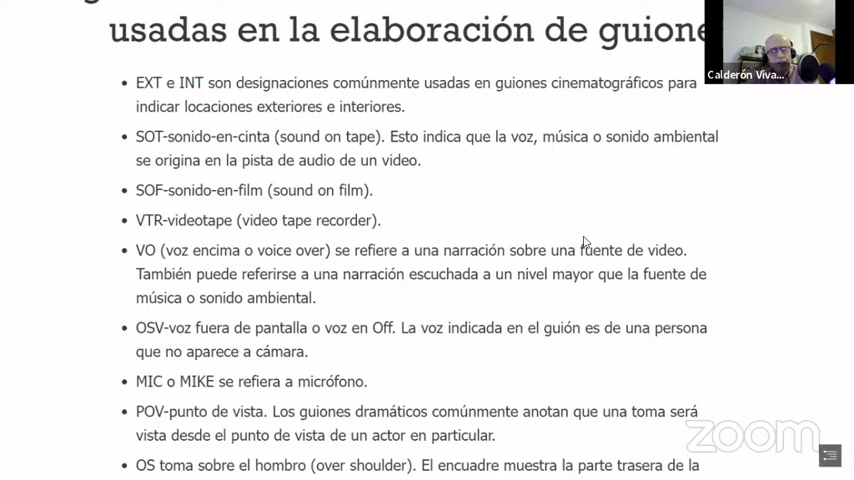 usadas en la elaboración de guione
Calderón Viva...
• EXT e INT son designaciones comúnmente usadas en guiones cinematográficos para
indicar locaciones exteriores e interiores.
• SOT-sonido-en-cinta (sound on tape). Esto indica que la voz, música o sonido ambiental
se origina en la pista de audio de un video.
• SOF-sonido-en-film (sound on film).
• VTR-videotape (video tape recorder).
• VO (voz encima o voice over) se refiere a una narración sobre una fuente de video.
También puede referirse a una narración escuchada a un nivel mayor que la fuente de
música o sonido ambiental.
• OSV-voz fuera de pantalla o voz en Off. La voz indicada en el guión es de una persona
que no aparece a cámara.
• MIC o MIKE se refiera a micrófono.
• POV-punto de vista. Los guiones dramáticos comúnmente anotan que una toma será
vista desde el punto de vista de un actor en particular.
• OS toma sobre el hombro (over shoulder). El encuadre muestra la parte trasera de la
zoom